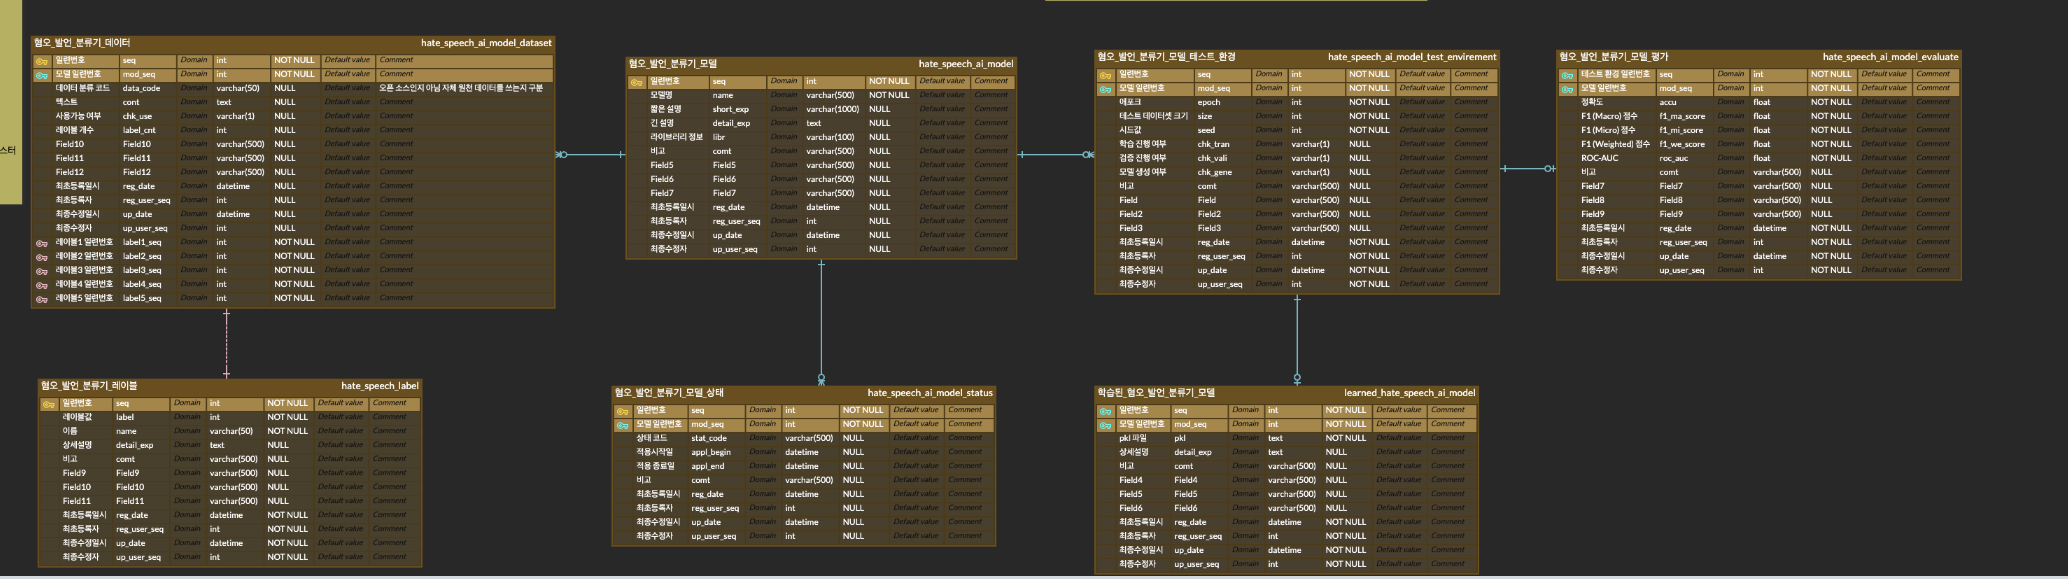 스터
혐오_발언_분류기_데이터 hate_speech_ai_model_dataset
일련번호 seq Domain int NOT NULL Default value Comment
모델 일련번호 mod_seq Domain int NOT NULL Default value Comment
데이터 분류 코드 data_code Domain varchar(50) NULL Default value 오픈 소스인지 아님 자체 원천 데이터를 쓰는지 구분
텍스트 cont Domain text NULL Default value Comment
사용가능 여부 chk_use Domain varchar(1) NULL Default value Comment
레이블 개수 label_cnt Domain int NULL Default value Comment
Field10 Field10 Domain varchar(500) NULL Default value Comment
Field11 Field11 Domain varchar(500) NULL Default value Comment
Field12 Field12 Domain varchar(500) NULL Default value Comment
최초등록일시 reg_date Domain datetime NULL Default value Comment
최초등록자 reg_user_seq Domain int NULL Default value Comment
최종수정일시 up_date Domain datetime NULL Default value Comment
최종수정자 up_user_seq Domain int NULL Default value Comment
레이블1 일련번호 label1_seq Domain int NOT NULL Default value Comment
레이블2 일련번호 label2_seq Domain int NOT NULL Default value Comment
레이블3 일련번호 label3_seq Domain int NOT NULL Default value Comment
레이블4 일련번호 label4_seq Domain int NOT NULL Default value Comment
레이블5 일련번호 label5_seq Domain int NOT NULL Default value Comment
혐오_발언_분류기_모델 hate_speech_ai_model
일련번호 seq Domain int NOT NULL Default value Comment
모델명 name Domain varchar(500) NOT NULL Default value Comment
짧은 설명 short_exp Domain varchar(1000) NULL Default value Comment
긴 설명 detail_exp Domain text NULL Default value Comment
라이브러리 정보 libr Domain varchar(100) NULL Default value Comment
비고 comt Domain varchar(500) NULL Default value Comment
Field5 Field5 Domain varchar(500) NULL Default value Comment
Field6 Field6 Domain varchar(500) NULL Default value Comment
Field7 Field7 Domain varchar(500) NULL Default value Comment
최초등록일시 reg_date Domain datetime NULL Default value Comment
최초등록자 reg_user_seq Domain int NULL Default value Comment
최종수정일시 up_date Domain datetime NULL Default value Comment
최종수정자 up_user_seq Domain int NULL Default value Comment
혐오_발언_분류기_모델_테스트_환경 hate_speech_ai_model_test_envirement
일련번호 seq Domain int NOT NULL Default value Comment
모델 일련번호 mod_seq Domain int NOT NULL Default value Comment
에포크 epoch Domain int NOT NULL Default value Comment
테스트 데이터셋 크기 size Domain int NOT NULL Default value Comment
시드값 seed Domain int NOT NULL Default value Comment
학습 진행 여부 chk_tran Domain varchar(1) NULL Default value Comment
검증 진행 여부 chk_vali Domain varchar(1) NULL Default value Comment
모델 생성 여부 chk_gene Domain varchar(1) NULL Default value Comment
비고 comt Domain varchar(500) NULL Default value Comment
Field Field Domain varchar(500) NULL Default value Comment
Field2 Field2 Domain varchar(500) NULL Default value Comment
Field3 Field3 Domain varchar(500) NULL Default value Comment
최초등록일시 reg_date Domain datetime NOT NULL Default value Comment
최초등록자 reg_user_seq Domain int NOT NULL Default value Comment
최종수정일시 up_date Domain datetime NOT NULL Default value Comment
최종수정자 up_user_seq Domain int NOT NULL Default value Comment
혐오_발언_분류기_모델_평가 hate_speech_ai_model_evaluate
테스트 환경 일련번호 seq Domain int NOT NULL Default value Comment
모델 일련번호 mod_seq Domain int NOT NULL Default value Comment
정확도 accu Domain float NOT NULL Default value Comment
F1 (Macro) 점수 f1_ma_score Domain float NOT NULL Default value Comment
F1 (Micro) 점수 f1_mi_score Domain float NOT NULL Default value Comment
F1 (Weighted) 점수 f1_we_score Domain float NOT NULL Default value Comment
ROC-AUC roc_auc Domain float NOT NULL Default value Comment
비고 comt Domain varchar(500) NULL Default value Comment
Field7 Field7 Domain varchar(500) NULL Default value Comment
Field8 Field8 Domain varchar(500) NULL Default value Comment
Field9 Field9 Domain varchar(500) NULL Default value Comment
최초등록일시 reg_date Domain datetime NOT NULL Default value Comment
최초등록자 reg_user_seq Domain int NOT NULL Default value Comment
최종수정일시 up_date Domain datetime NOT NULL Default value Comment
최종수정자 up_user_seq Domain int NOT NULL Default value Comment
혐오_발언_분류기_레이블 hate_speech_label
일련번호 seq Domain int NOT NULL Default value Comment
레이블값 label Domain int NOT NULL Default value Comment
이름 name Domain varchar(50) NOT NULL Default value Comment
상세설명 detail_exp Domain text NULL Default value Comment
비고 comt Domain varchar(500) NULL Default value Comment
Field9 Field9 Domain varchar(500) NULL Default value Comment
Field10 Field10 Domain varchar(500) NULL Default value Comment
Field11 Field11 Domain varchar(500) NULL Default value Comment
최초등록일시 reg_date Domain datetime NOT NULL Default value Comment
최초등록자 reg_user_seq Domain int NOT NULL Default value Comment
최종수정일시 up_date Domain datetime NOT NULL Default value Comment
최종수정자 up_user_seq Domain int NOT NULL Default value Comment
혐오_발언_분류기_모델_상태 hate_speech_ai_model_status
일련번호 seq Domain int NOT NULL Default value Comment
모델 일련번호 mod_seq Domain int NOT NULL Default value Comment
상태 코드 stat_code Domain varchar(500) NULL Default value Comment
적용시작일 appl_begin Domain datetime NULL Default value Comment
적용 종료일 appl_end Domain datetime NULL Default value Comment
비고 comt Domain varchar(500) NULL Default value Comment
최초등록일시 reg_date Domain datetime NULL Default value Comment
최초등록자 reg_user_seq Domain int NULL Default value Comment
최종수정일시 up_date Domain datetime NULL Default value Comment
최종수정자 up_user_seq Domain int NULL Default value Comment
학습된_혐오_발언_분류기_모델 learned_hate_speech_ai_model
일련번호 seq Domain int NOT NULL Default value Comment
모델 일련번호 mod_seq Domain int NOT NULL Default value Comment
pkl 파일 pkl Domain text NOT NULL Default value Comment
상세설명 detail_exp Domain text NULL Default value Comment
비고 comt Domain varchar(500) NULL Default value Comment
Field4 Field4 Domain varchar(500) NULL Default value Comment
Field5 Field5 Domain varchar(500) NULL Default value Comment
Field6 Field6 Domain varchar(500) NULL Default value Comment
최초등록일시 reg_date Domain datetime NOT NULL Default value Comment
최초등록자 reg_user_seq Domain int NOT NULL Default value Comment
최종수정일시 up_date Domain datetime NOT NULL Default value Comment
최종수정자 up_user_seq Domain int NOT NULL Default value Comment